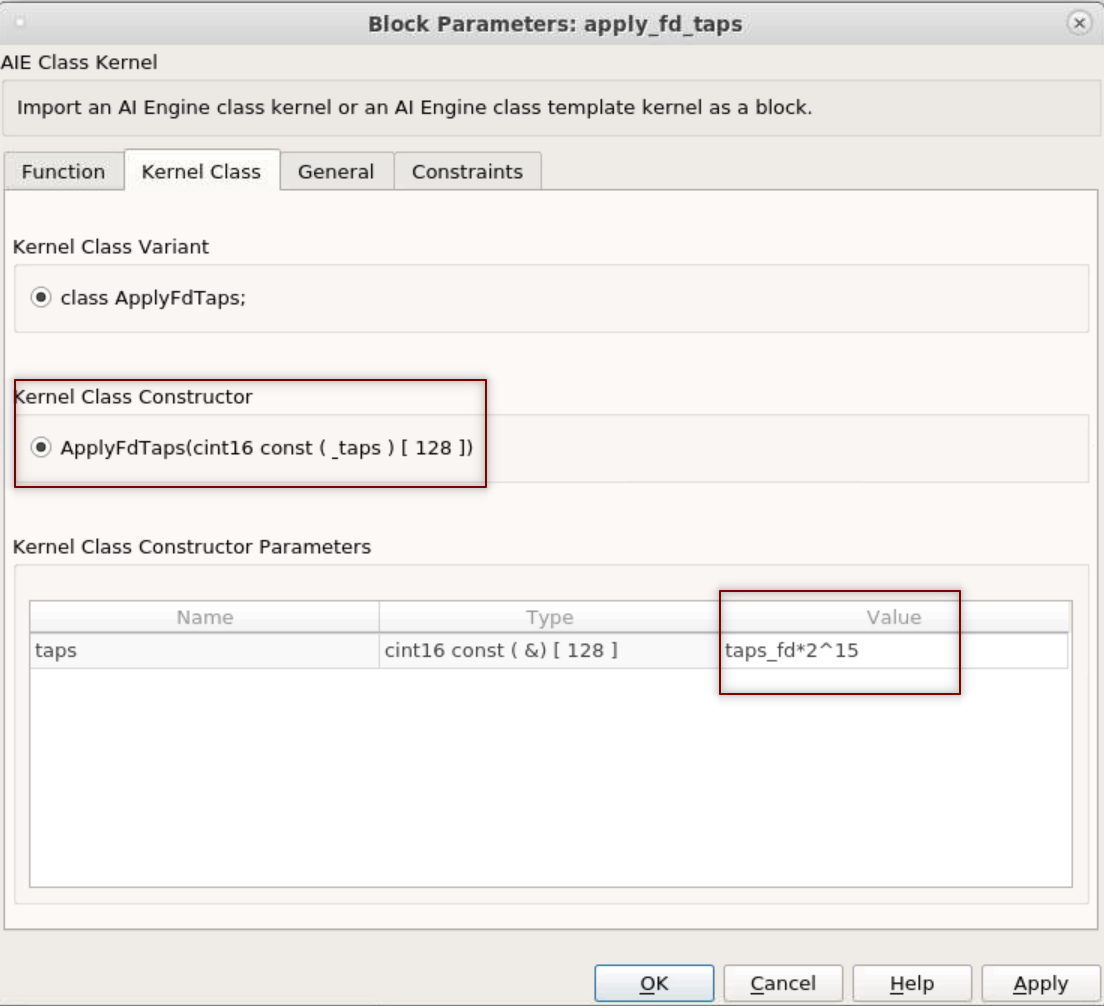 Block Parameters: apply_fd_taps
AIE Class Kernel
Import an AI Engine class kernel or an AI Engine class template kernel as a block.
Function Kernel Class General Constraints
Kernel Class Variant
class ApplyFdTaps;
Kernel Class Constructor
ApplyFdTaps(cint16 const ( _taps ) [ 128 ])
Kernel Class Constructor Parameters
Name Type Value
taps cint16 const ( &) [ 128 ] taps_fd*2^15
OK Cancel Help Apply